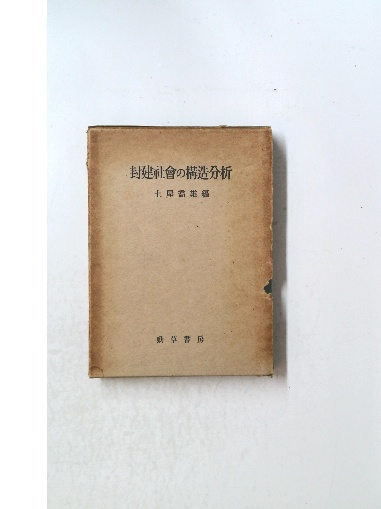 封建社會の構造分析
土屋喬雄編
勁草書房